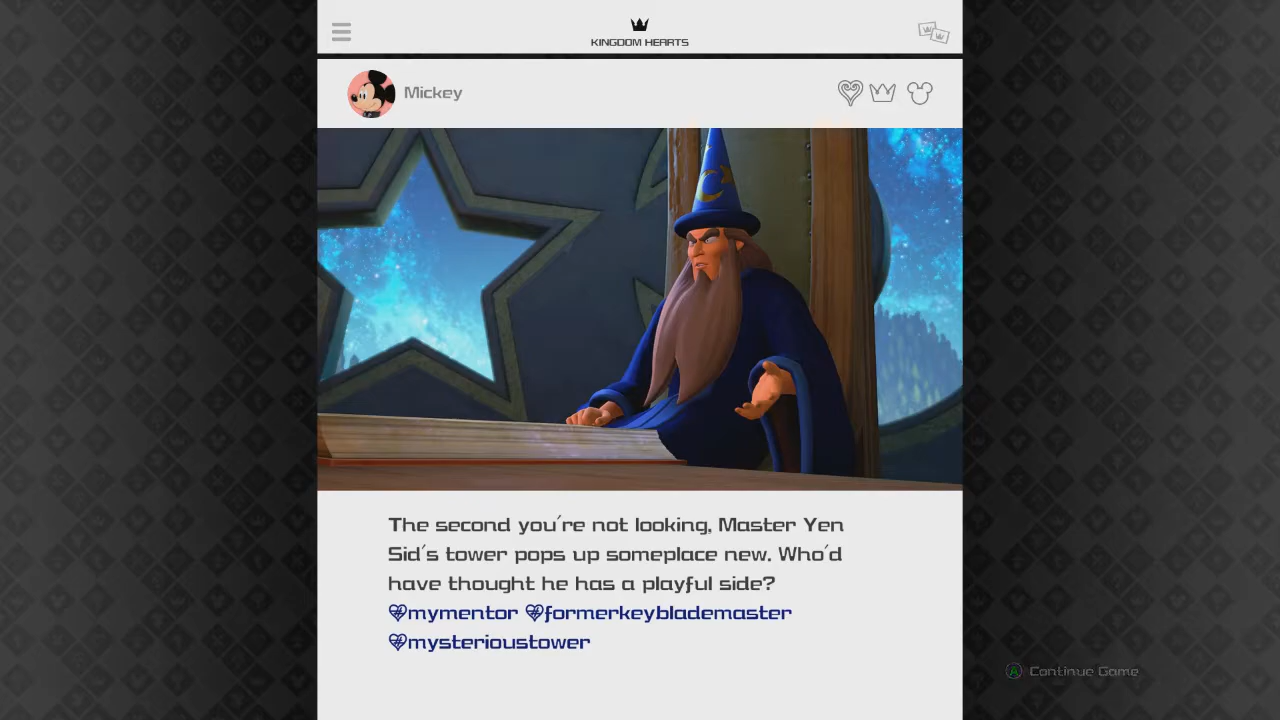 KINGDOM HEARTS
Mickey
The second you're not looking, Master Yen
Sid's tower pops up someplace new. Who'd
have thought he has a playful side?
#mymentor #formerkeyblademaster
#mysterioustower
A Continue Game